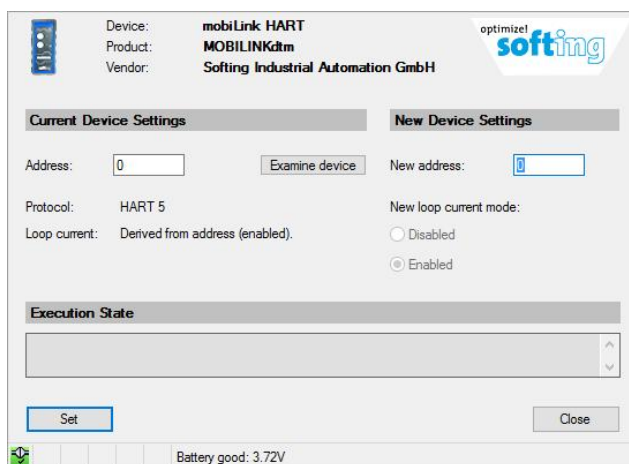 Device: mobiLink HART
Product: MOBILINKdtm
Vendor: Softing Industrial Automation GmbH
optimize!
softing
Current Device Settings
New Device Settings
Address: 0 Examine device
New address: 0
Protocol: HART 5
New loop current mode:
Loop current: Derived from address (enabled).
Disabled
Enabled
Execution State
Set
Close
Battery good: 3.72V